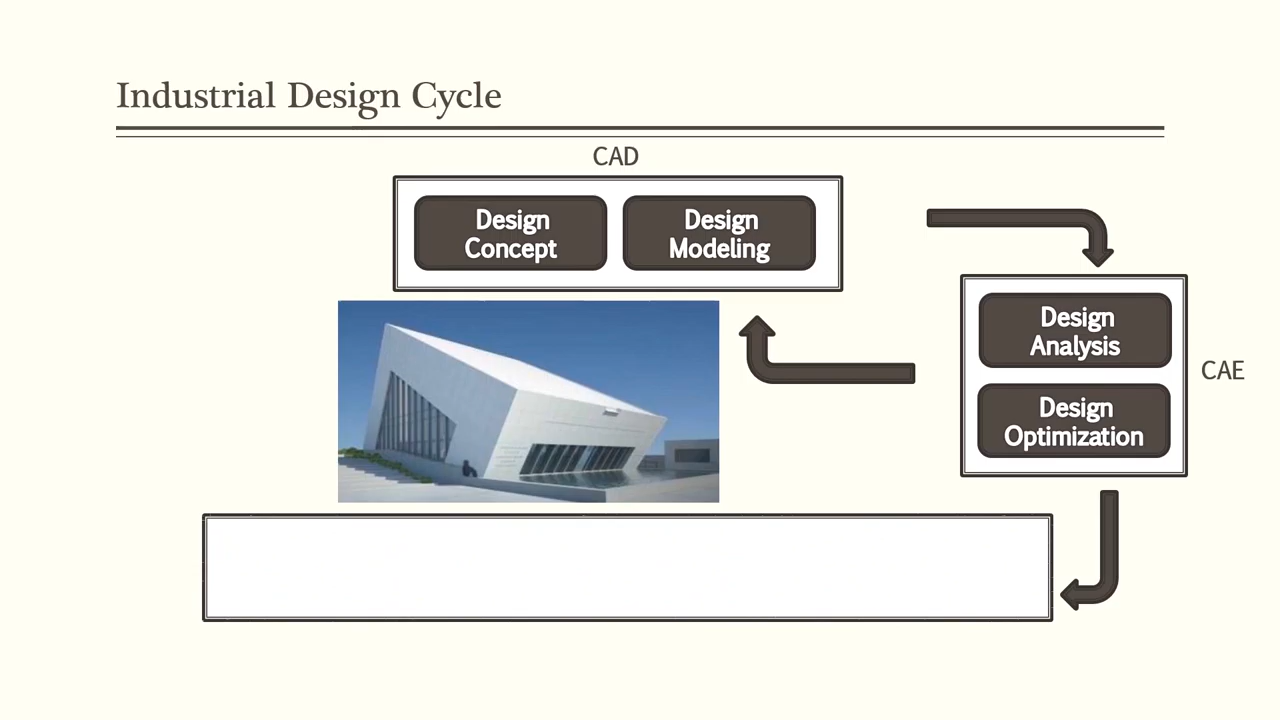 Industrial Design Cycle
CAD
Design
Concept
Design
Modeling
Design
Analysis
CAE
Design
Optimization